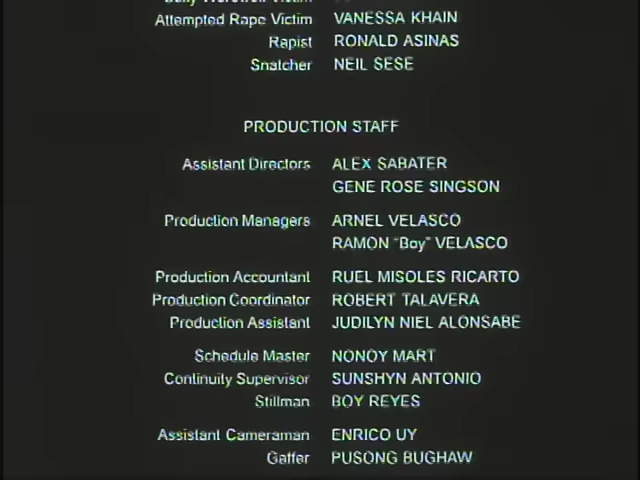 Attempted Rape Victim VANESSA KHAIN
Rapist RONALD ASINAS
Snatcher NEIL SESE
PRODUCTION STAFF
Assistant Directors ALEX SABATER
GENE ROSE SINGSON
Production Managers ARNEL VELASCO
RAMON "Boy" VELASCO
Production Accountant RUEL MISOLES RICARTO
Production Coordinator ROBERT TALAVERA
Production Assistant JUDILYN NIEL ALONSABE
Schedule Master NONOY MART
Continuity Supervisor SUNSHYN ANTONIO
Stillman BOY REYES
Assistant Cameraman ENRICO UY
Gaffer PUSONG BUGHAW